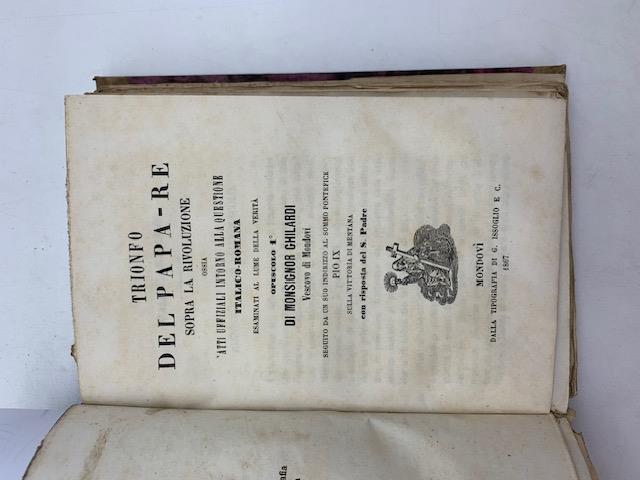 TRIONFO
DEL PAPA-RE
SOPRA LA RIVOLUZIONE
OSSIA
ATTI UFFIZIALI INTORNO ALLA QUESTIONE
ITALICO-ROMANA
ESAMINATI AL LUME DELLA VERITÀ
OPUSCOLO 1°
DI MONSIGNOR GHILARDI
Vescovo di Mondovì
SEGUITO DA UN SUO INDIRIZZO AL SOMMO PONTEFICE
PIO IX
SULLA VITTORIA DI MENTANA
con risposta del S. Padre
MONDOVÌ
DALLA TIPOGRAFIA DI G. ISSOGLIO E C.
1867